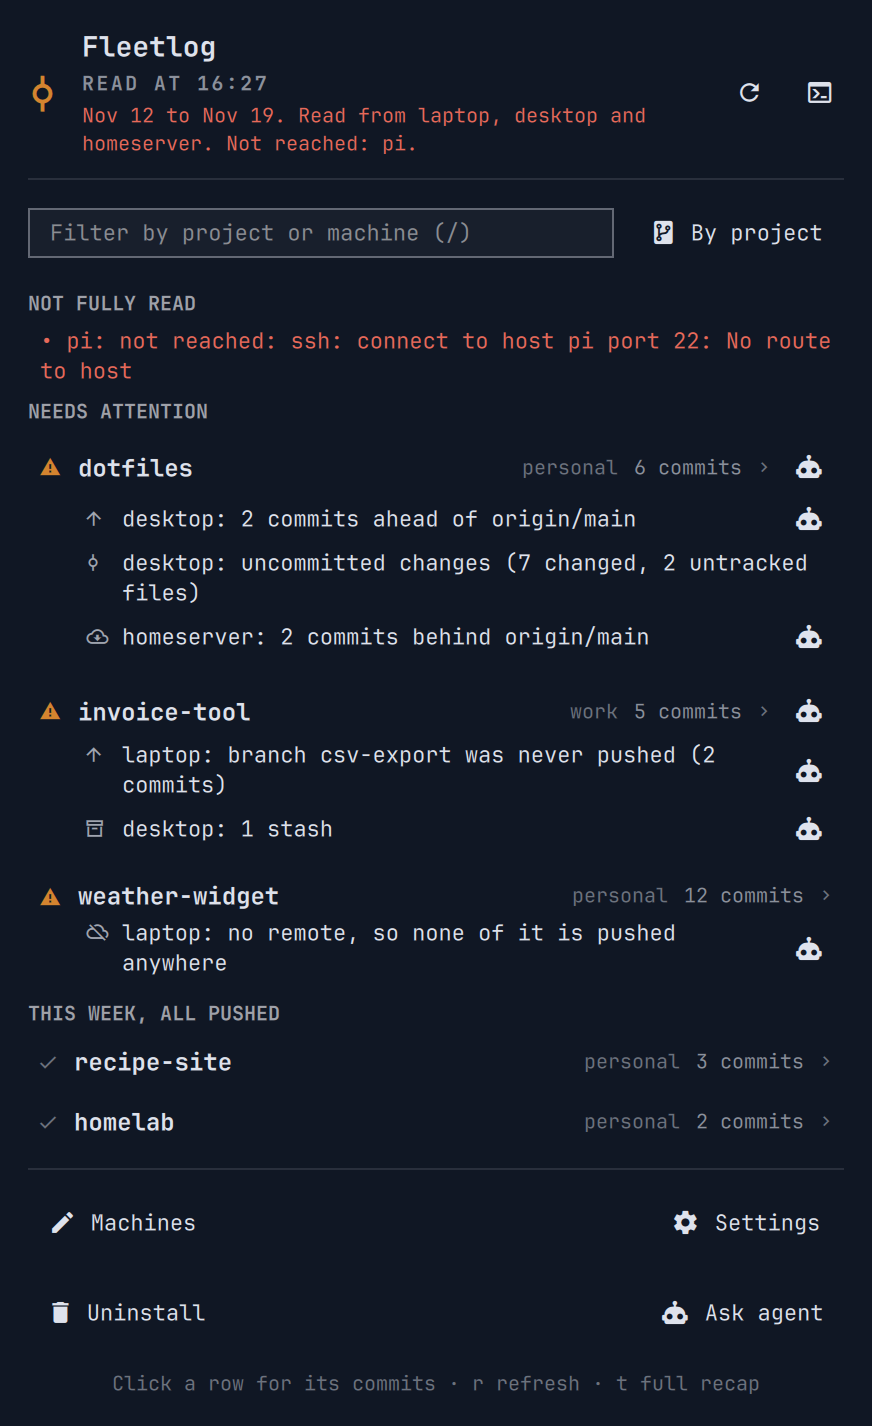 Fleetlog
READ AT 16:27
Nov 12 to Nov 19. Read from laptop, desktop and
homeserver. Not reached: pi.
Filter by project or machine (/)
By project
NOT FULLY READ
• pi: not reached: ssh: connect to host pi port 22: No route
to host
NEEDS ATTENTION
dotfiles personal 6 commits >
desktop: 2 commits ahead of origin/main
desktop: uncommitted changes (7 changed, 2 untracked
files)
homeserver: 2 commits behind origin/main
invoice-tool work 5 commits >
laptop: branch csv-export was never pushed (2
commits)
desktop: 1 stash
weather-widget personal 12 commits >
laptop: no remote, so none of it is pushed
anywhere
THIS WEEK, ALL PUSHED
recipe-site personal 3 commits >
homelab personal 2 commits >
Machines Settings
Uninstall Ask agent
Click a row for its commits · r refresh · t full recap